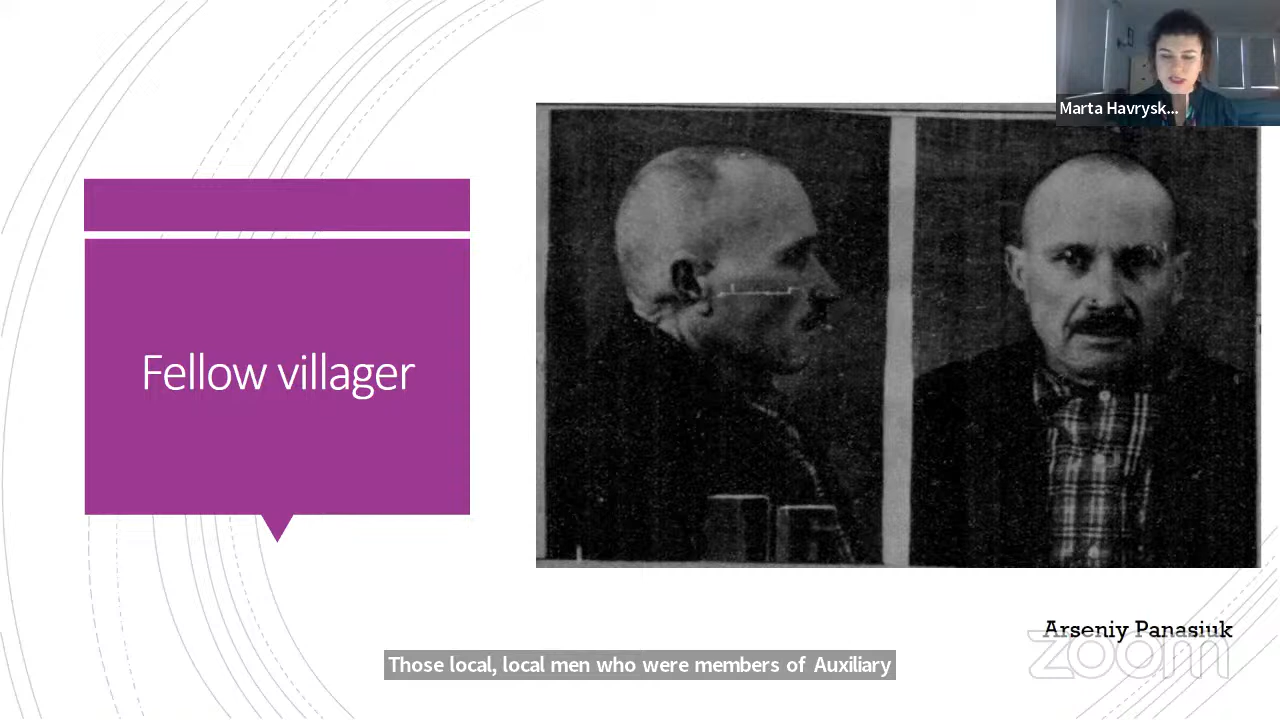 Marta Havrysk...
Fellow villager
Arseniy Panasiuk
zoom
Those local, local men who were members of Auxiliary